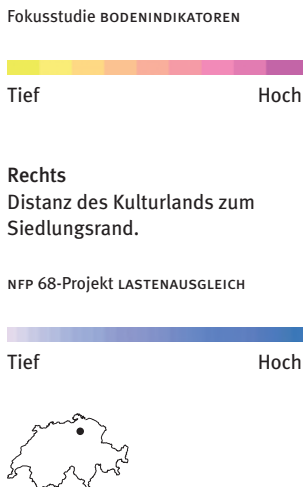 Fokusstudie BODENINDIKATOREN
Tief Hoch
Rechts
Distanz des Kulturlands zum
Siedlungsrand.
NFP 68-Projekt LASTENAUSGLEICH
Tief Hoch